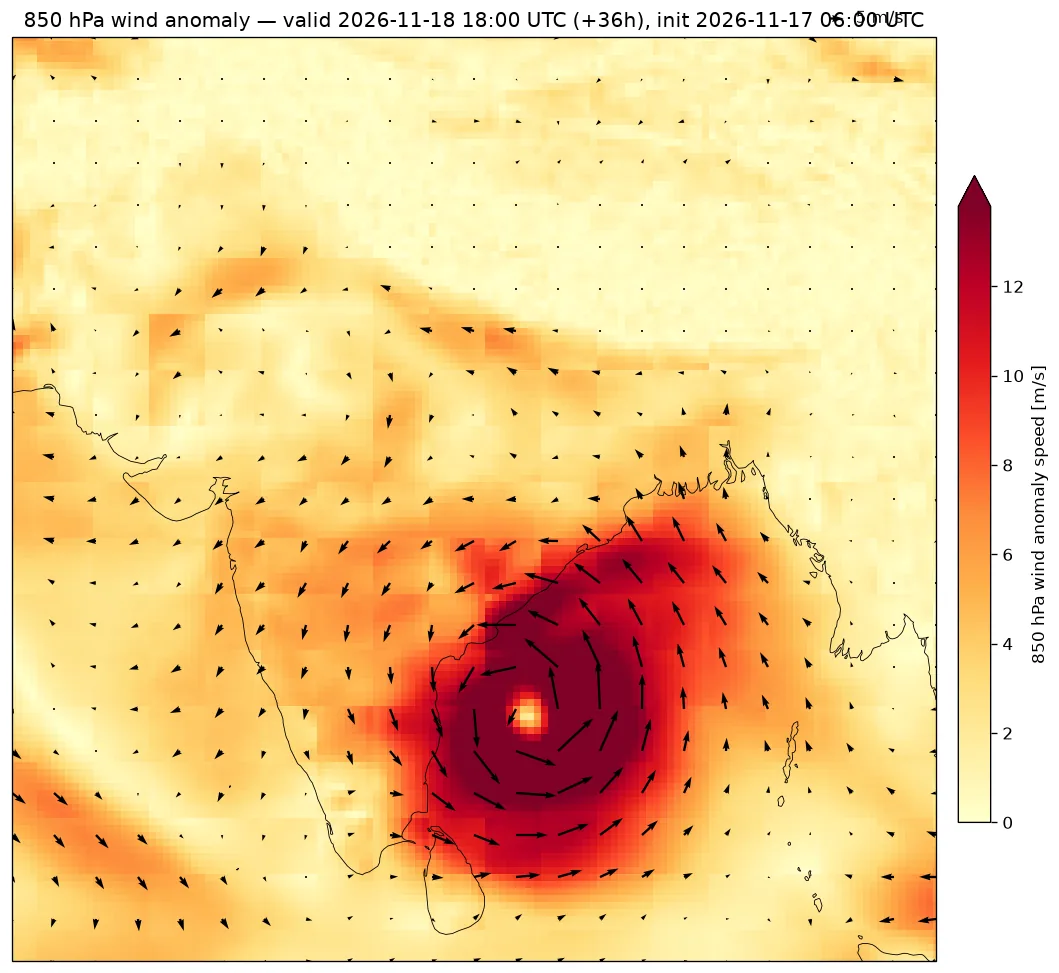 850 hPa wind anomaly — valid 2026-11-18 18:00 UTC (+36h), init 2026-11-17 06:00 UTC
5 m/s
12
10
8
6
4
2
0
850 hPa wind anomaly speed [m/s]